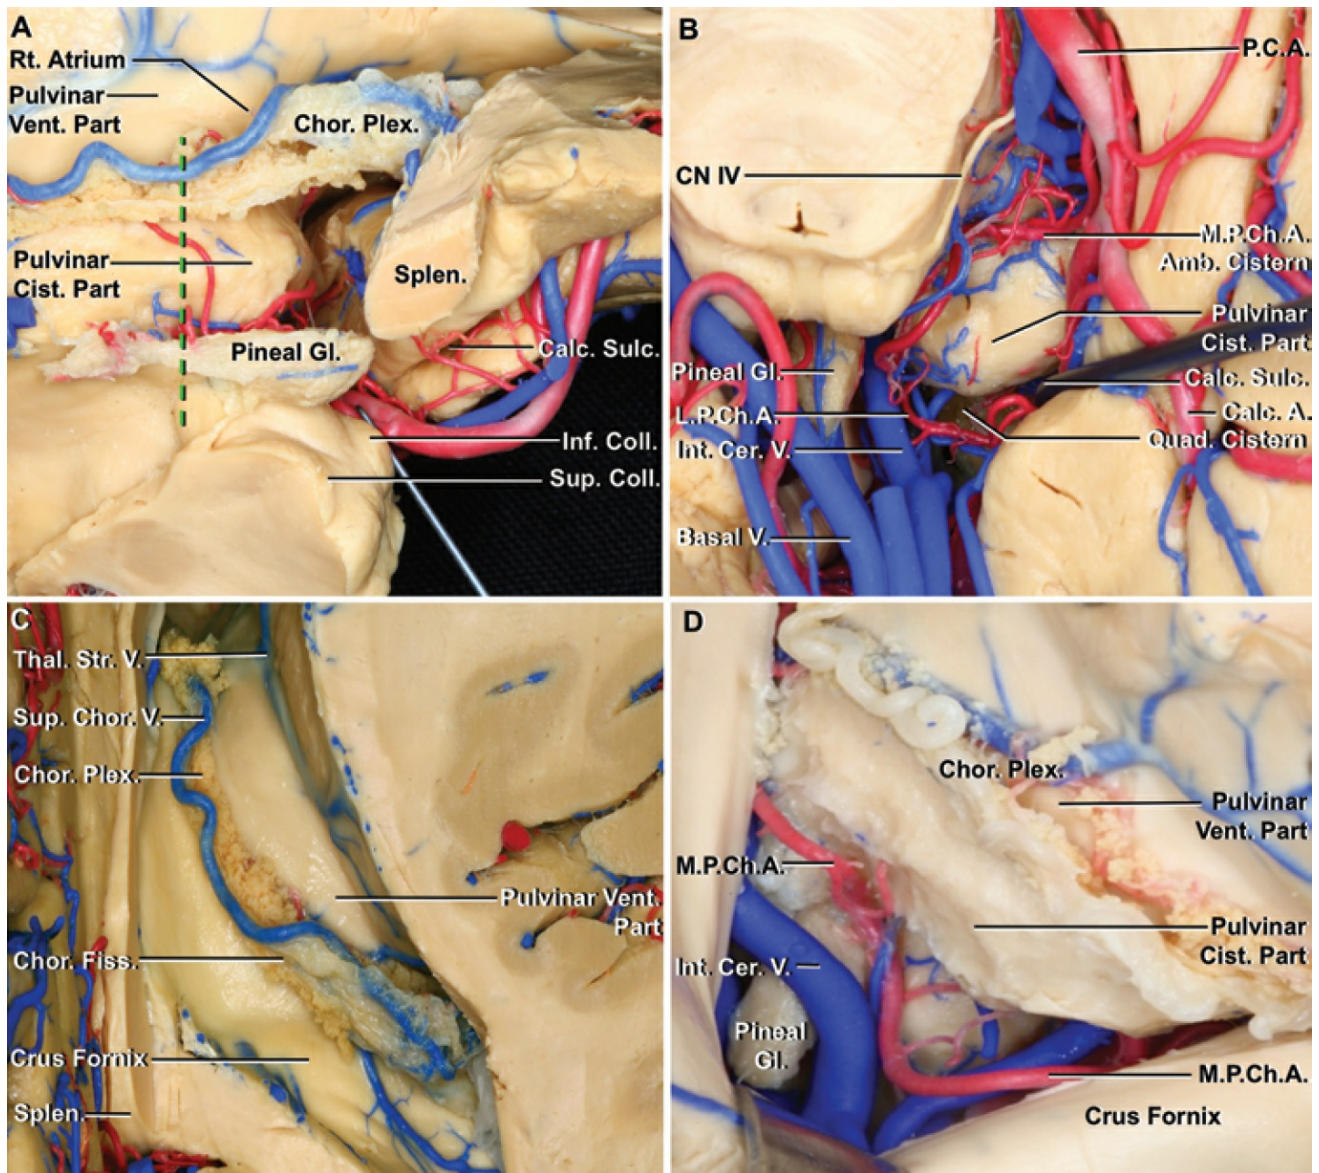 A
Rt. Atrium
Pulvinar
Vent. Part
Chor. Plex.
Pulvinar
Cist. Part
Splen.
Pineal Gl.
Calc. Sulc.
Inf. Coll.
Sup. Coll.
B
P.C.A.
CN IV
M.P.Ch.A.
Amb. Cistern
Pulvinar
Cist. Part
Pineal Gl.
Calc. Sulc.
L.P.Ch.A.
Calc. A.
Int. Cer. V.
Quad. Cistern
Basal V.
C
Thal. Str. V.
Sup. Chor. V.
Chor. Plex.
Pulvinar Vent.
Part
Chor. Fiss.
Crus Fornix
Splen.
D
Chor. Plex.
Pulvinar
Vent. Part
M.P.Ch.A.
Pulvinar
Cist. Part
Int. Cer. V.
Pineal
Gl.
M.P.Ch.A.
Crus Fornix